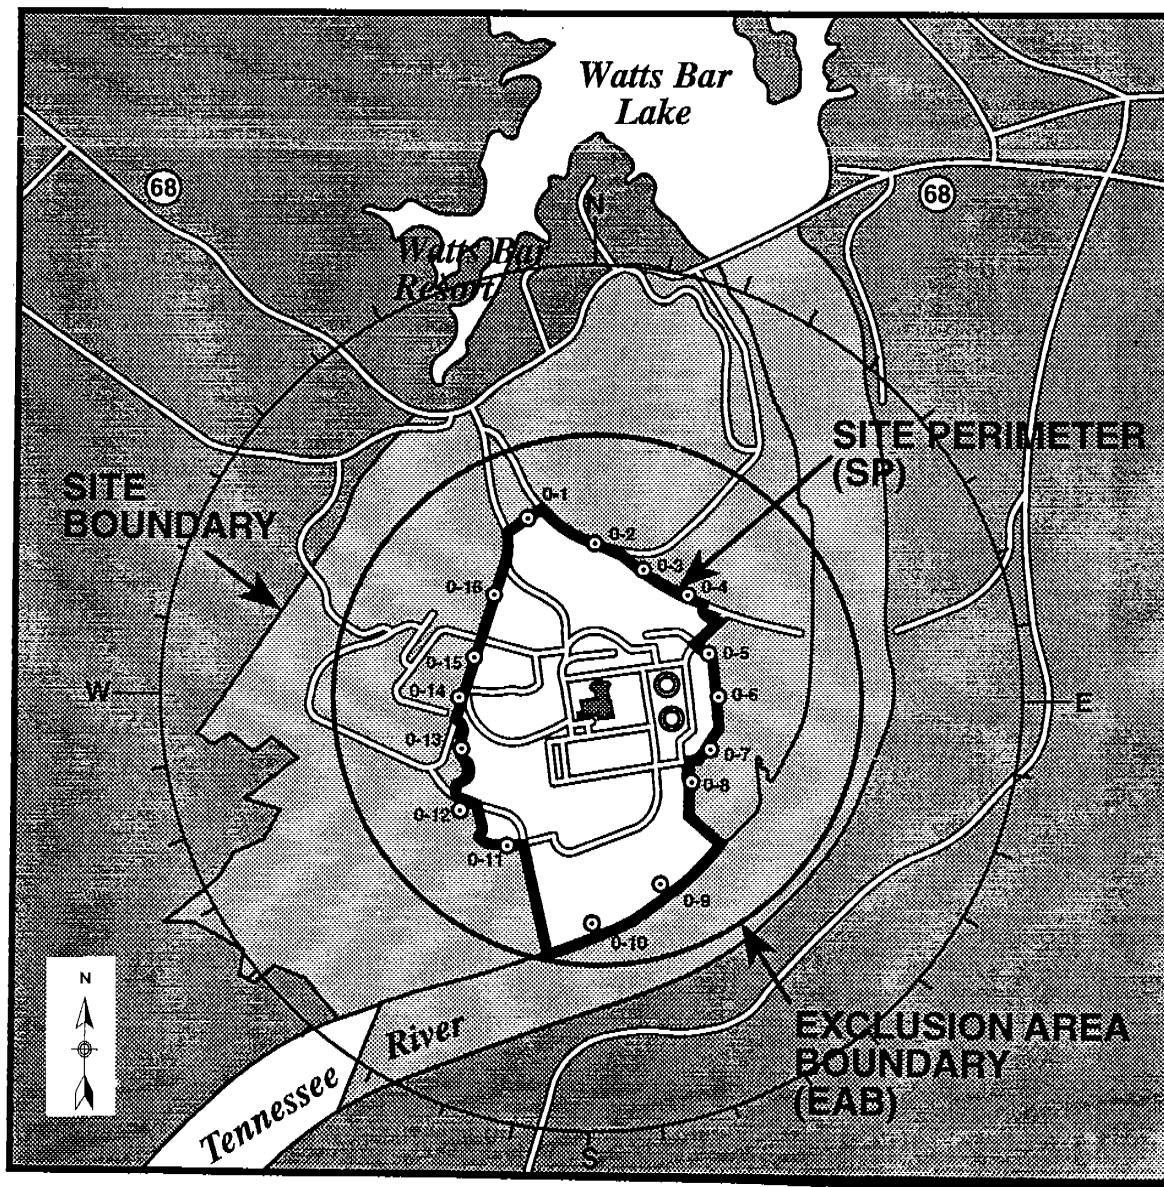 Watts Bar
Lake
68
68
N
Watts Bar
Resort
SITE PERIMETER
(SP)
SITE
BOUNDARY
0-1
0-2
0-3
0-4
0-16
0-5
0-15
0-14
0-6
W
E
0-13
0-7
0-8
0-12
0-11
0-9
0-10
N
River
EXCLUSION AREA
BOUNDARY
(EAB)
Tennessee
S